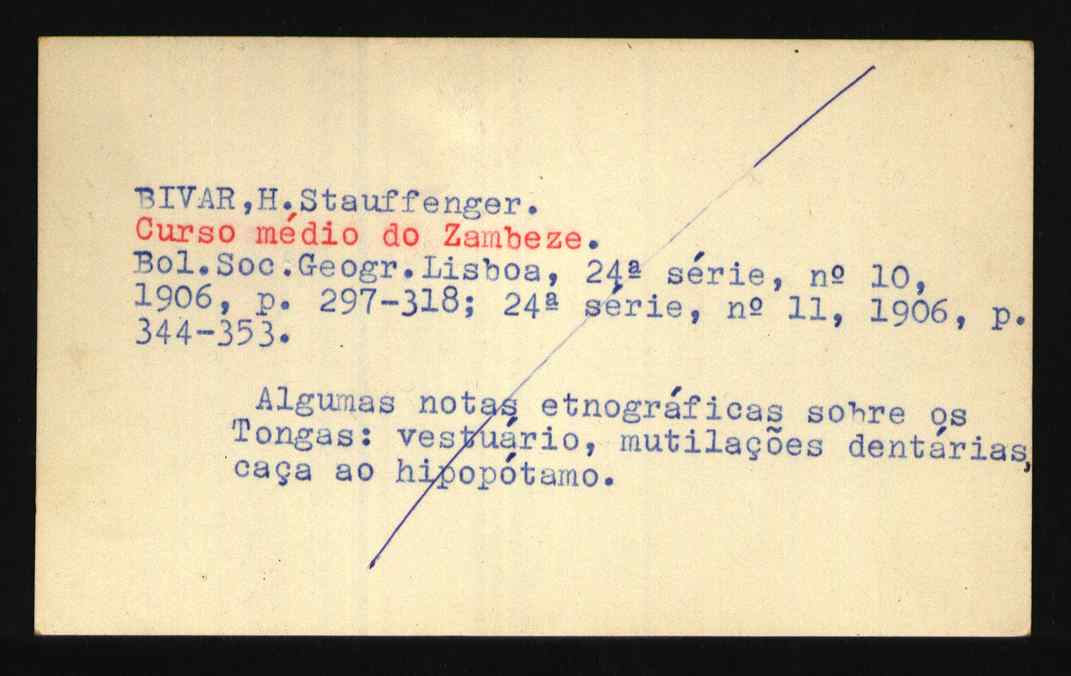 BIVAR,H.Stauffenger.
Curso médio do Zambeze.
Bol.Soc.Geogr.Lisboa, 24ª série, nº 10,
1906, p. 297-318; 24ª série, nº 11, 1906, p.
344-353.
Algumas notas etnográficas sobre os
Tongas: vestuário, mutilações dentárias,
caça ao hipopótamo.